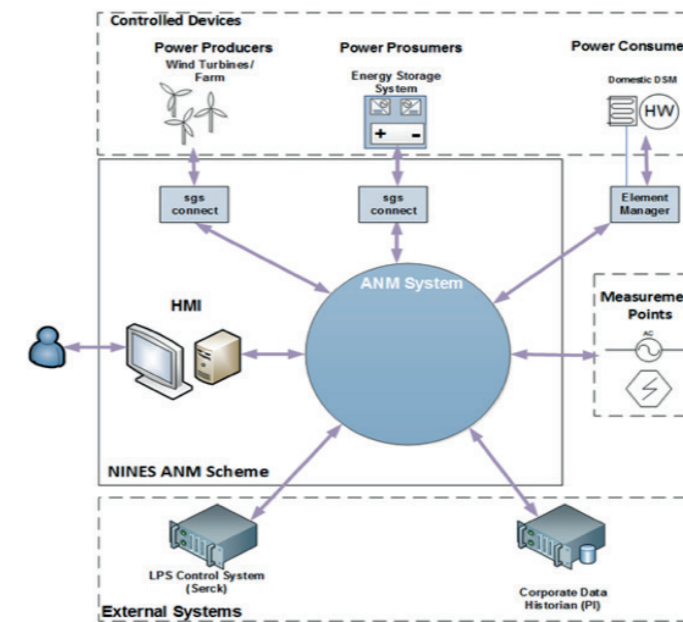 Controlled Devices
Power Producers
Wind Turbines/
Farm
Power Prosumers
Energy Storage
System
+ -
Power Consume
Domestic DSM
HW
sgs
connect
sgs
connect
Element
Manager
ANM System
HMI
Measureme
Points
AC
NINES ANM Scheme
LPS Control System
(Serck)
Corporate Data
Historian (PI)
External Systems